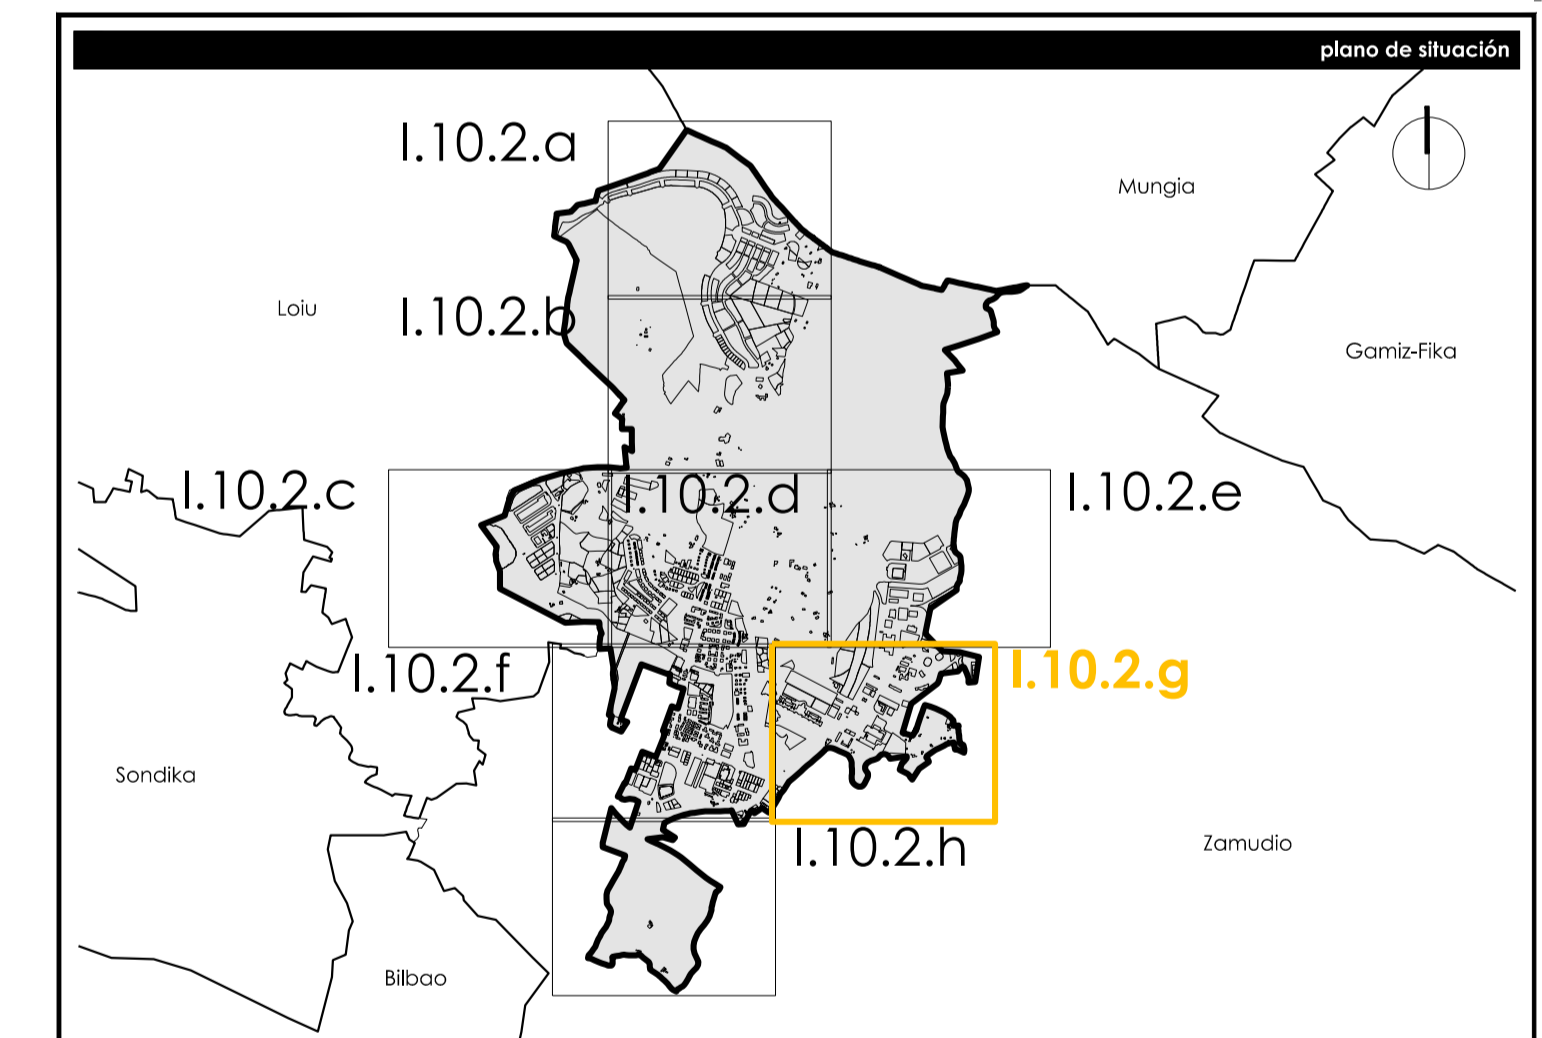 plano de situación
I.10.2.a
Mungia
Loiu
I.10.2.b
Gamiz-Fika
I.10.2.c
I.10.2.d
I.10.2.e
I.10.2.f
I.10.2.g
Sondika
I.10.2.h
Zamudio
Bilbao